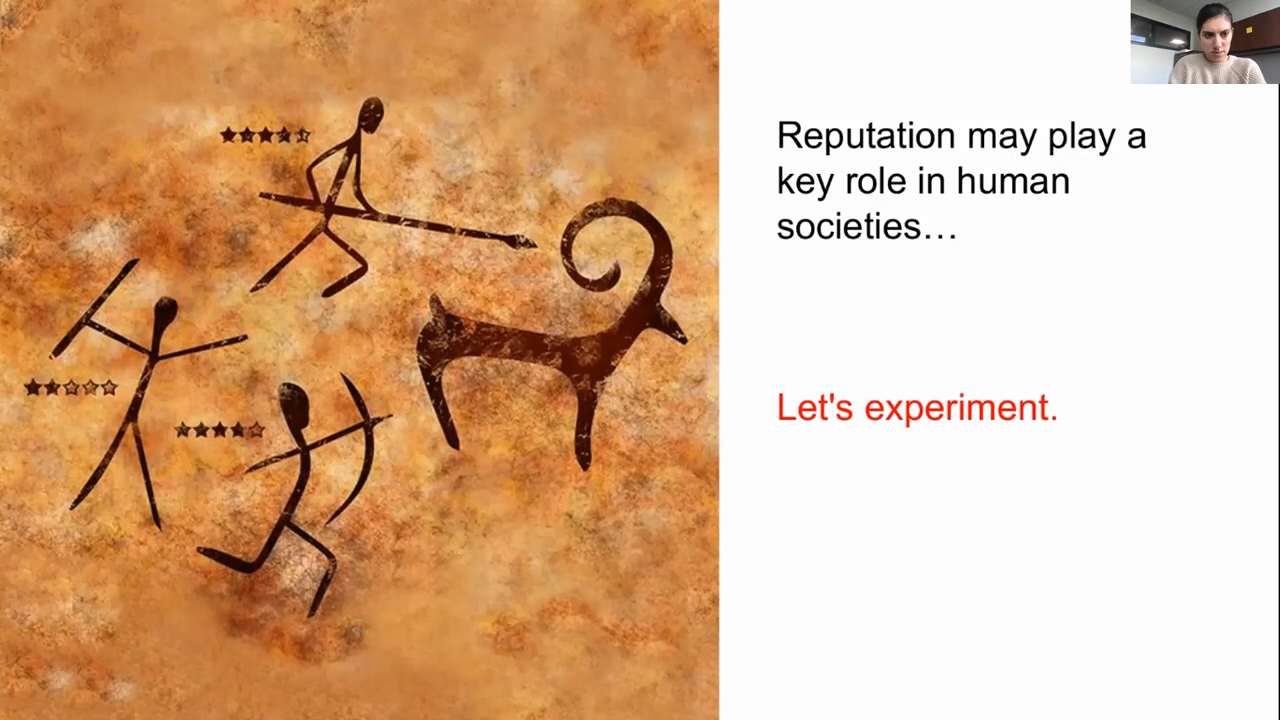 Reputation may play a
key role in human
societies…
Let's experiment.